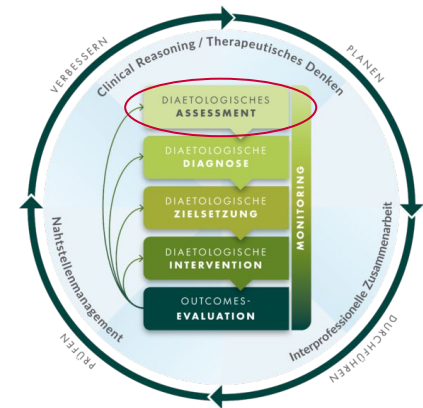 VERBESSERN
PLANEN
Clinical Reasoning / Therapeutisches Denken
DIAETOLOGISCHES
ASSESSMENT
DIAETOLOGISCHE
DIAGNOSE
DIAETOLOGISCHE
ZIELSETZUNG
DIAETOLOGISCHE
INTERVENTION
OUTCOMES-
EVALUATION
MONITORING
Nahtstellenmanagement
Interprofessionelle Zusammenarbeit
PRÜFEN
DURCHFÜHREN